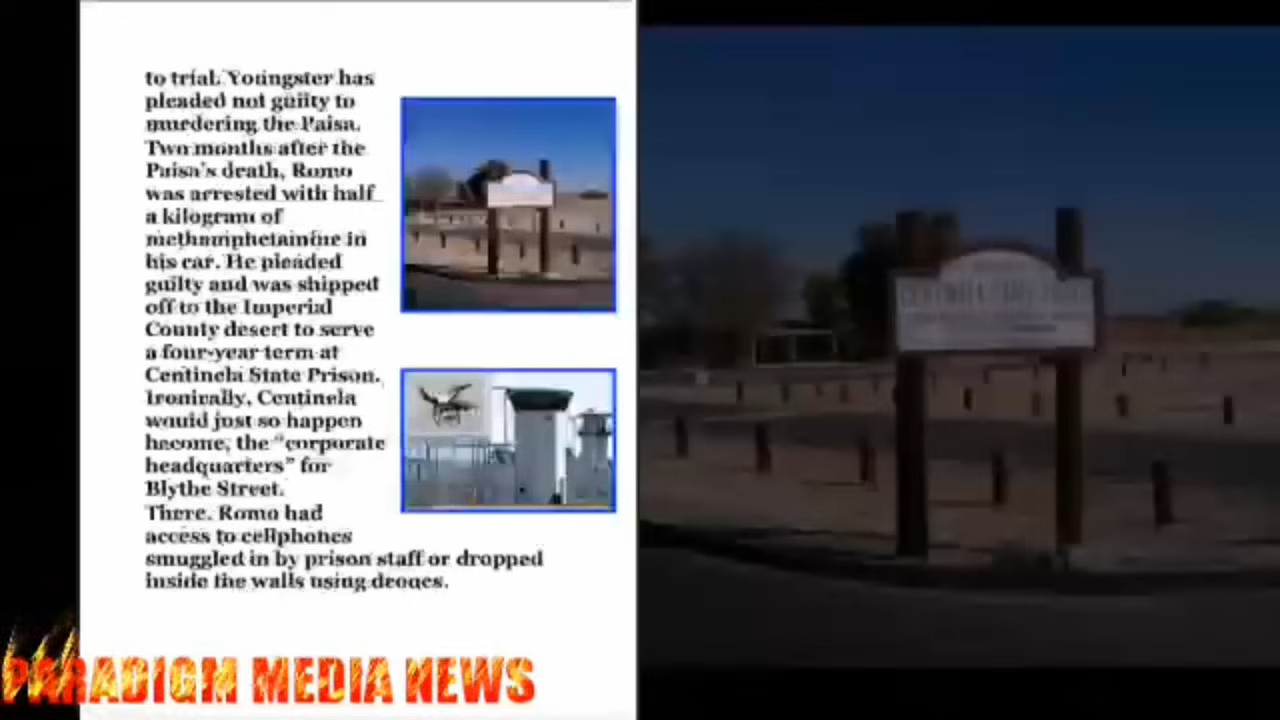 to trial. Youngster has
pleaded not guilty to
murdering the Paisa.
Two months after the
Paisa's death, Romo
was arrested with half
a kilogram of
methamphetamine in
his car. He pleaded
guilty and was shipped
off to the Imperial
County desert to serve
a four-year term at
Centinela State Prison.
Ironically, Centinela
would just so happen
become, the "corporate
headquarters" for
Blythe Street.
There, Romo had
access to cellphones
smuggled in by prison staff or dropped
inside the walls using drones.
PARADIGM MEDIA NEWS